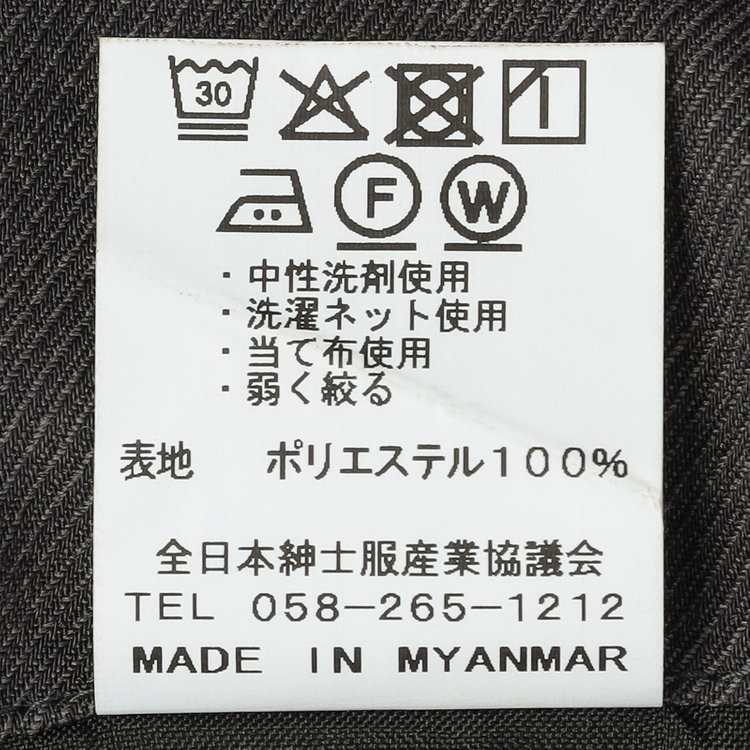 30
F W
・中性洗剤使用
・洗濯ネット使用
・当て布使用
・弱く絞る
表地 ポリエステル100%
全日本紳士服産業協議会
TEL 058-265-1212
MADE IN MYANMAR